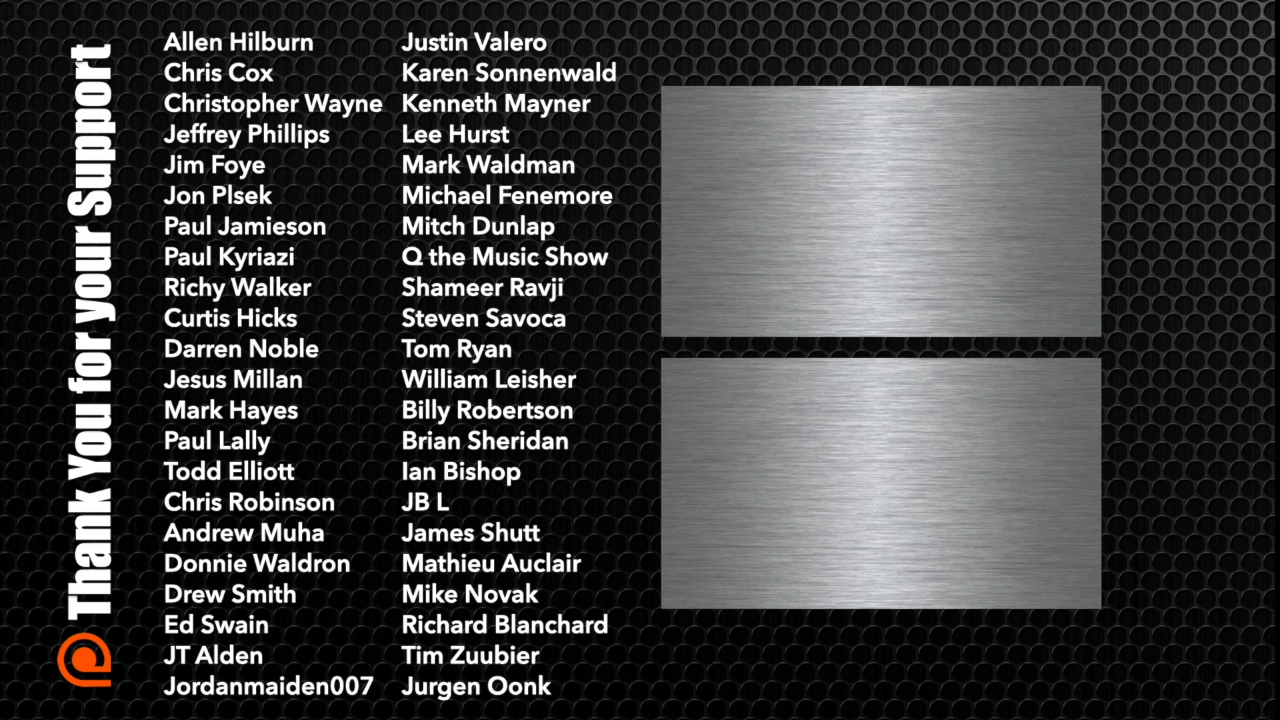 Thank You for your Support
Allen Hilburn
Chris Cox
Christopher Wayne
Jeffrey Phillips
Jim Foye
Jon Plsek
Paul Jamieson
Paul Kyriazi
Richy Walker
Curtis Hicks
Darren Noble
Jesus Millan
Mark Hayes
Paul Lally
Todd Elliott
Chris Robinson
Andrew Muha
Donnie Waldron
Drew Smith
Ed Swain
JT Alden
Jordanmaiden007
Justin Valero
Karen Sonnenwald
Kenneth Mayner
Lee Hurst
Mark Waldman
Michael Fenemore
Mitch Dunlap
Q the Music Show
Shameer Ravji
Steven Savoca
Tom Ryan
William Leisher
Billy Robertson
Brian Sheridan
Ian Bishop
JB L
James Shutt
Mathieu Auclair
Mike Novak
Richard Blanchard
Tim Zuubier
Jurgen Oonk